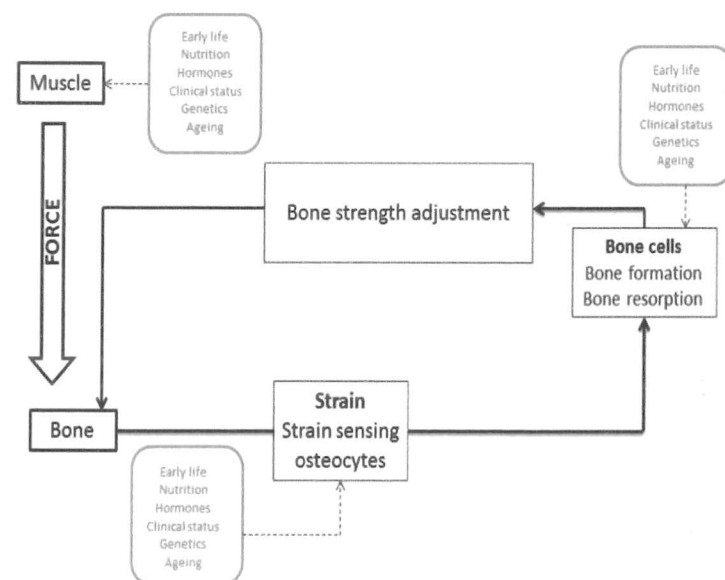 Early life
Nutrition
Hormones
Clinical status
Genetics
Ageing
Muscle
Early life
Nutrition
Hormones
Clinical status
Genetics
Ageing
FORCE
Bone strength adjustment
Bone cells
Bone formation
Bone resorption
Strain
Strain sensing
osteocytes
Bone
Early life
Nutrition
Hormones
Clinical status
Genetics
Ageing